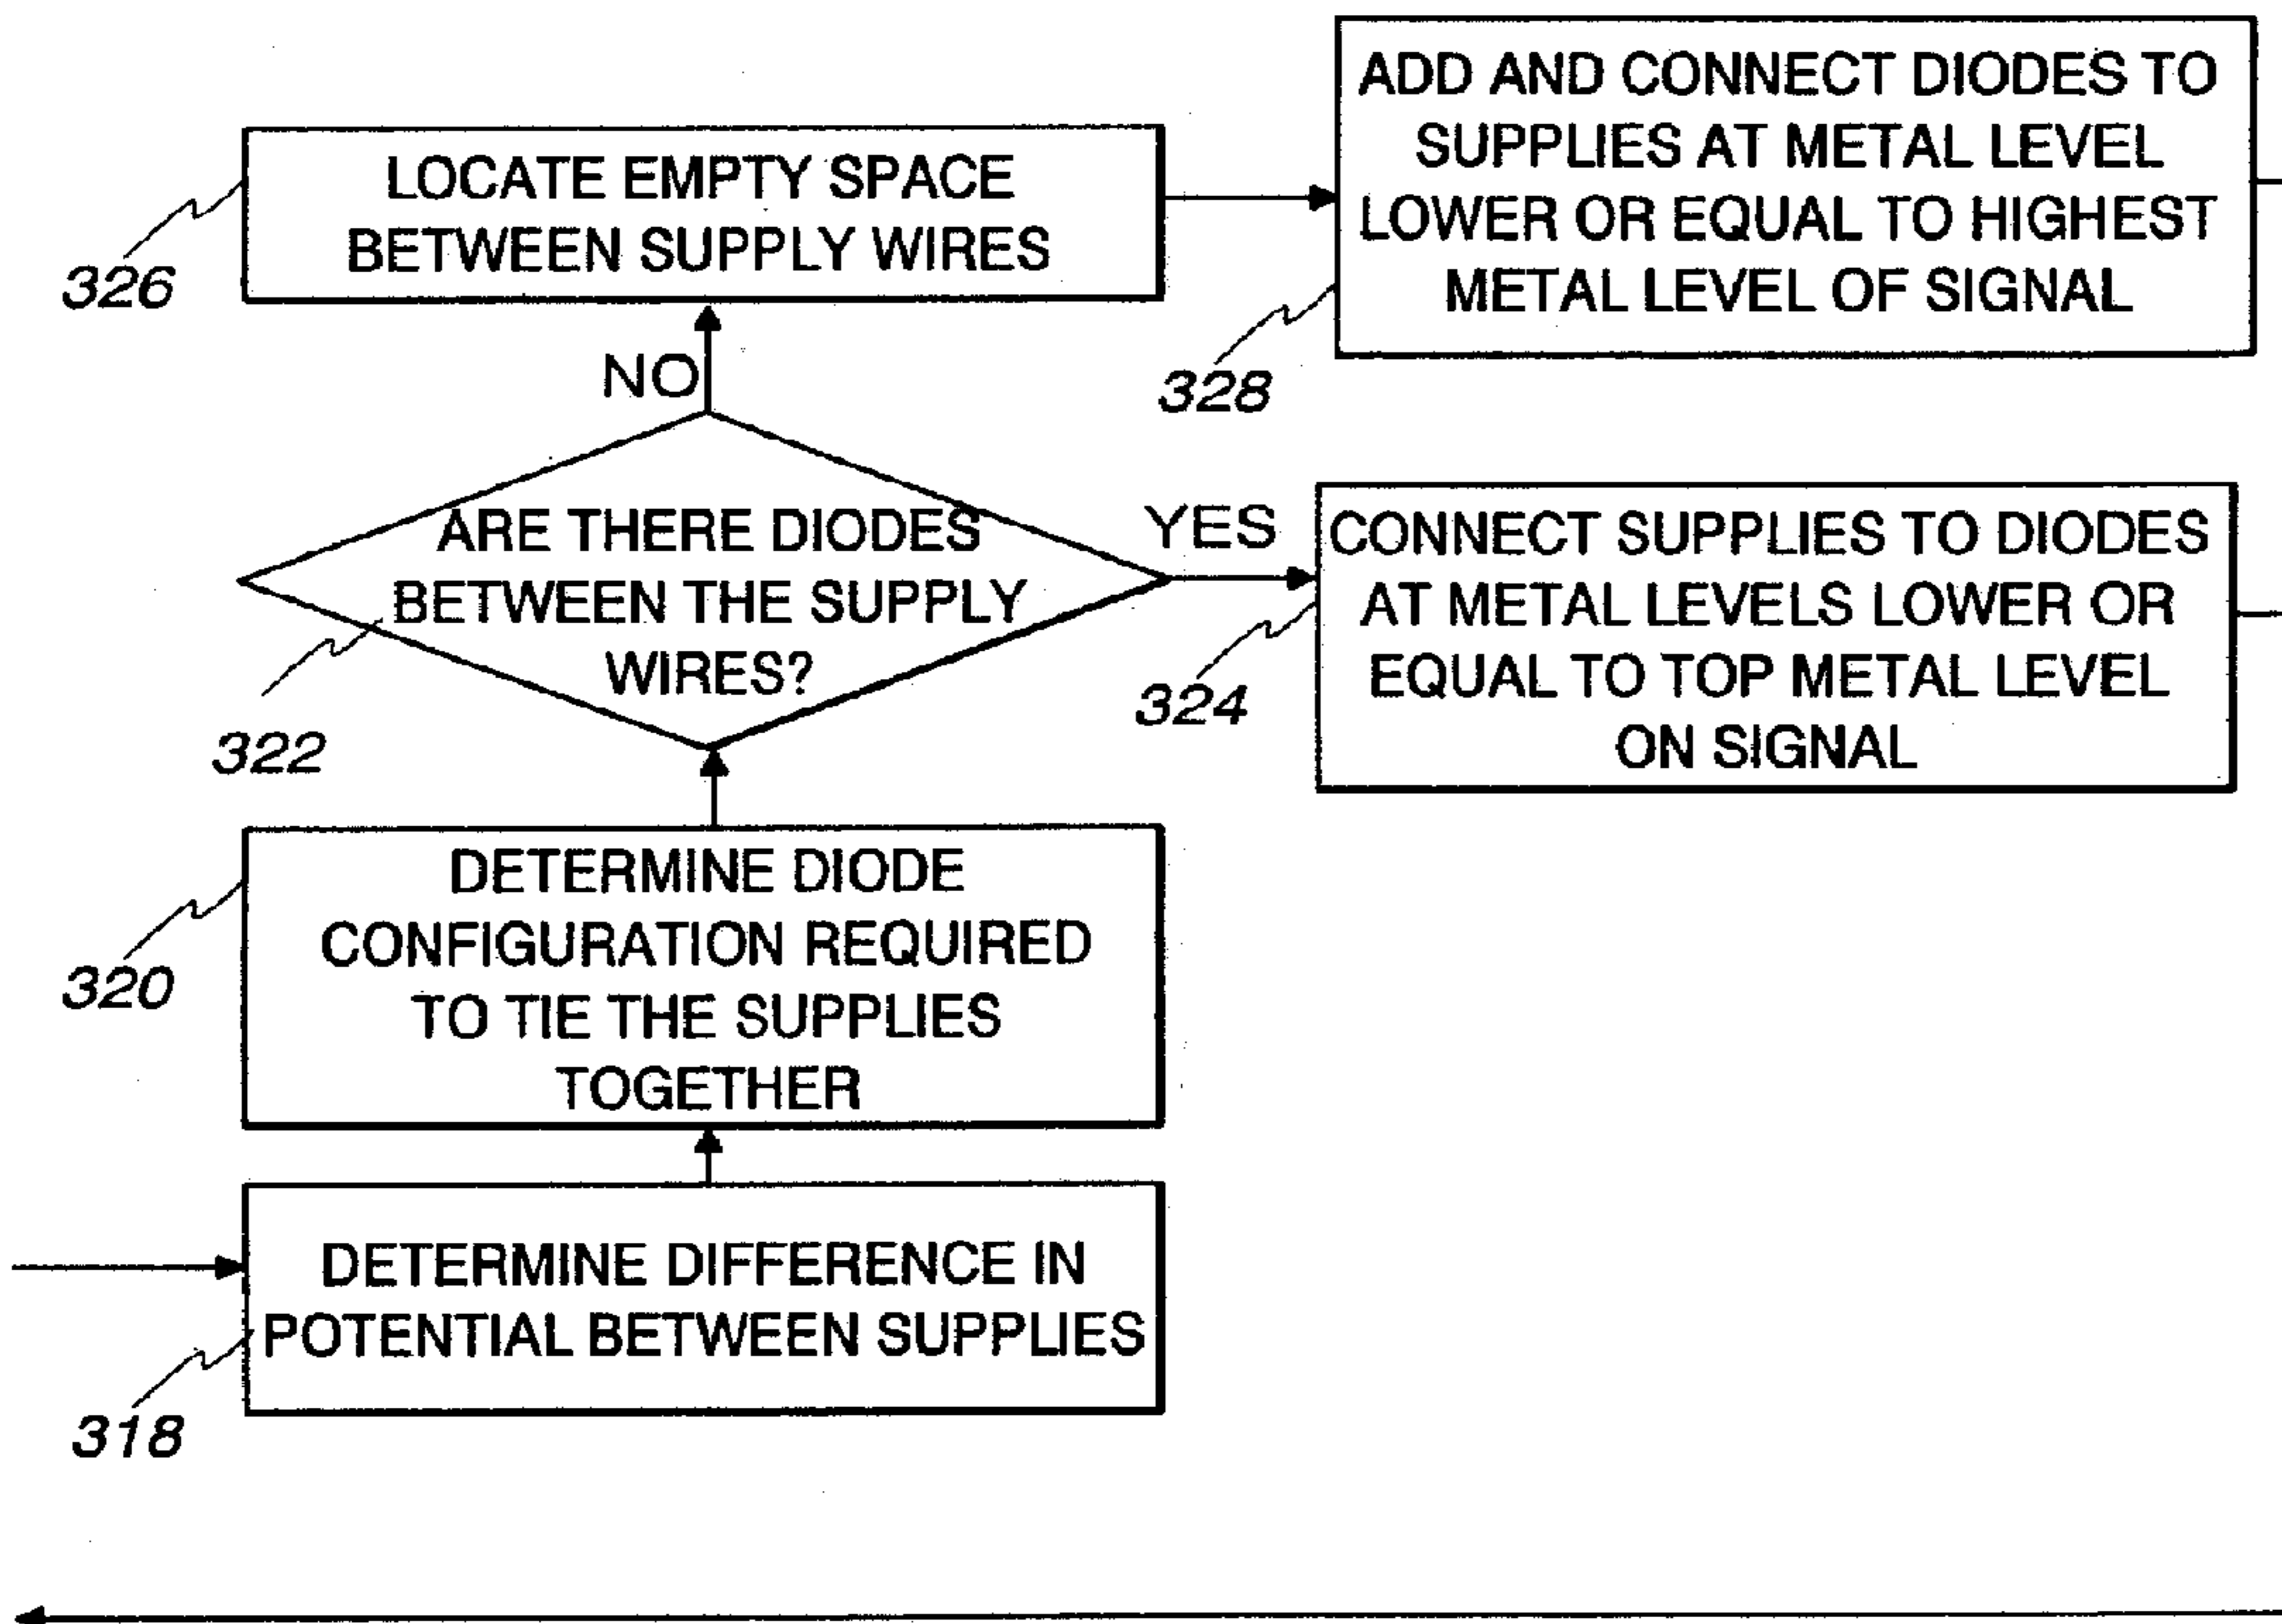 ADD AND CONNECT DIODES TO
SUPPLIES AT METAL LEVEL
LOWER OR EQUAL TO HIGHEST
METAL LEVEL OF SIGNAL
328
LOCATE EMPTY SPACE
BETWEEN SUPPLY WIRES
326
NO
ARE THERE DIODES
BETWEEN THE SUPPLY
WIRES?
322
YES
CONNECT SUPPLIES TO DIODES
AT METAL LEVELS LOWER OR
EQUAL TO TOP METAL LEVEL
ON SIGNAL
324
DETERMINE DIODE
CONFIGURATION REQUIRED
TO TIE THE SUPPLIES
TOGETHER
320
DETERMINE DIFFERENCE IN
POTENTIAL BETWEEN SUPPLIES
318